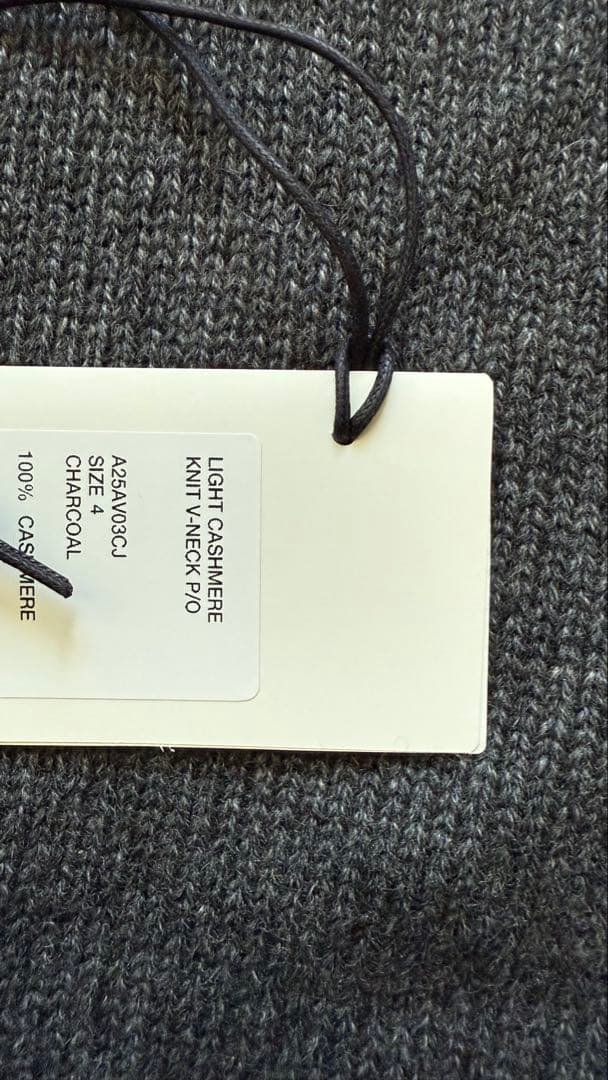 LIGHT CASHMERE
KNIT V-NECK P/O
A25AV03CJ
SIZE 4
CHARCOAL
100% CASHMERE